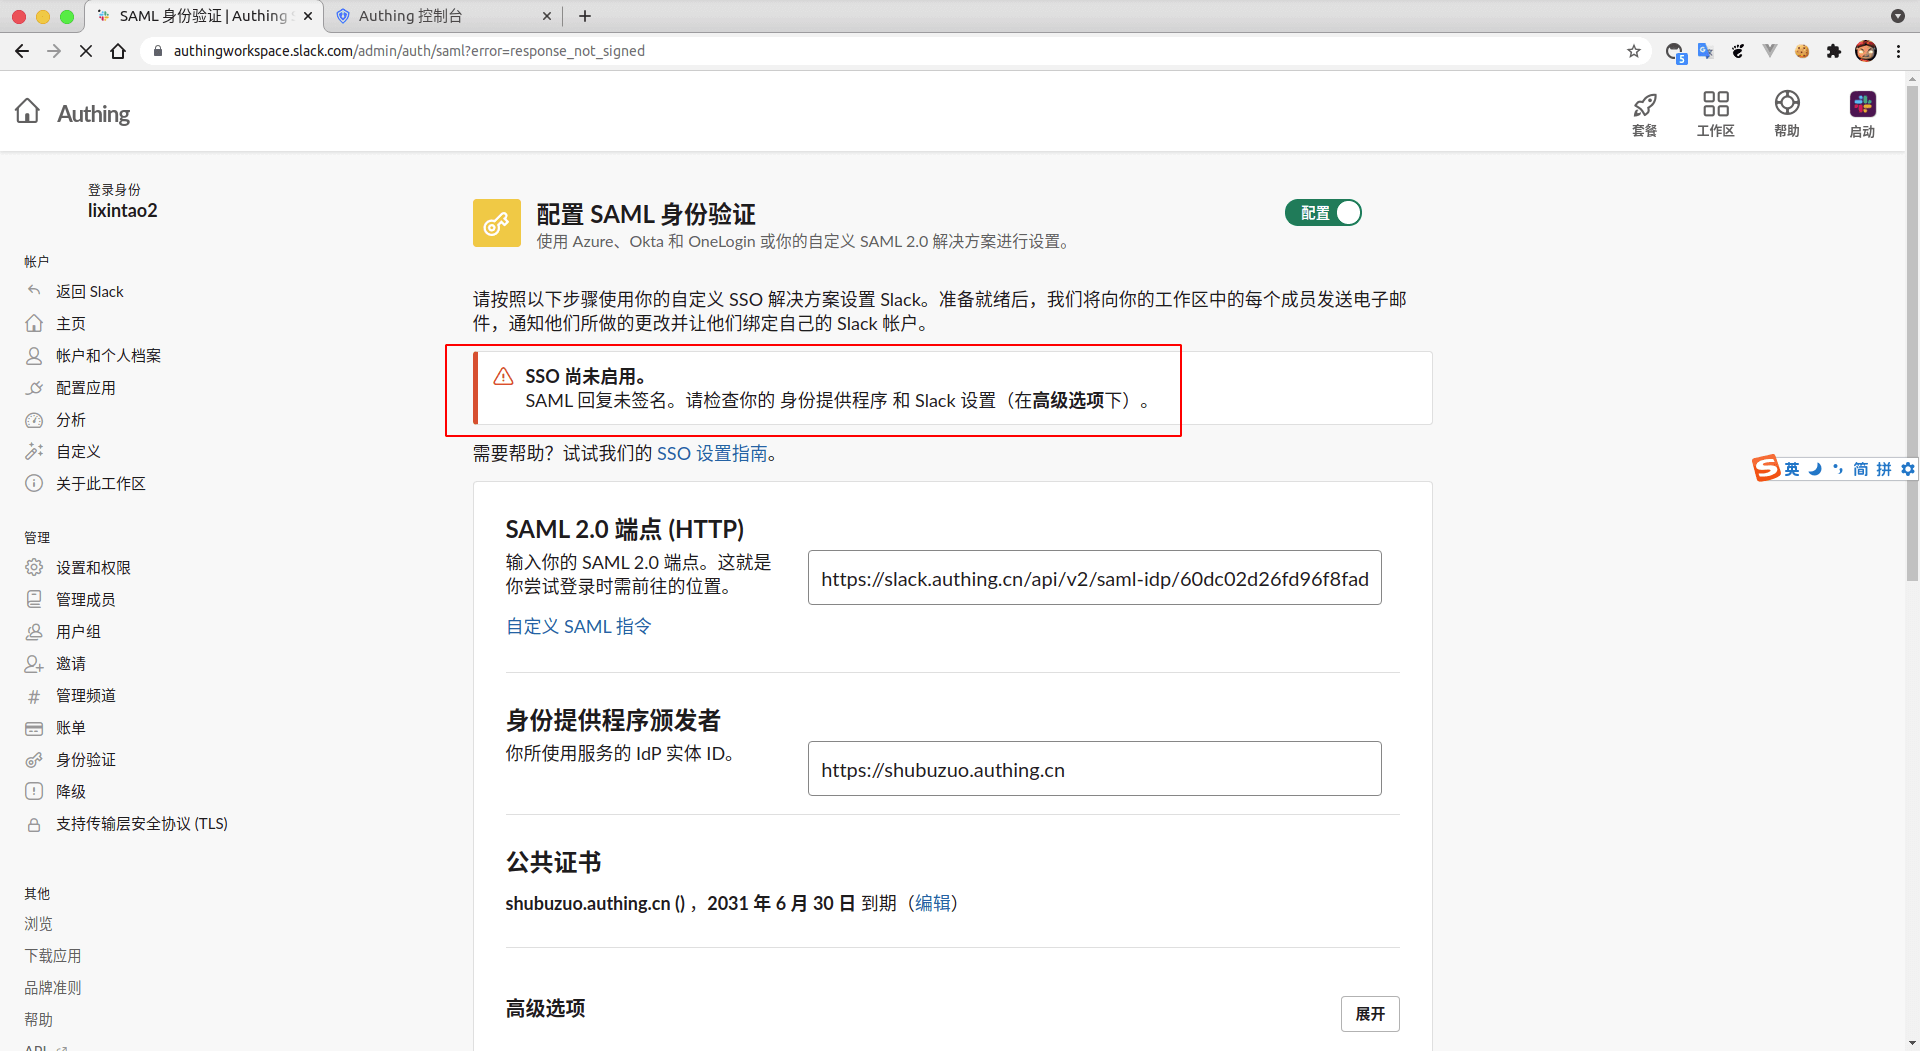 SAML 身份验证 | Authing
Authing 控制台
authingworkspace.slack.com/admin/auth/saml?error=response_not_signed
5
Authing
套餐
工作区
帮助
启动
登录身份
lixintao2
帐户
返回 Slack
主页
帐户和个人档案
配置应用
分析
自定义
关于此工作区
管理
设置和权限
管理成员
用户组
邀请
管理频道
账单
身份验证
降级
支持传输层安全协议 (TLS)
其他
浏览
下载应用
品牌准则
帮助
API
配置 SAML 身份验证
使用 Azure、Okta 和 OneLogin 或你的自定义 SAML 2.0 解决方案进行设置。
配置
请按照以下步骤使用你的自定义 SSO 解决方案设置 Slack。准备就绪后，我们将向你的工作区中的每个成员发送电子邮
件，通知他们所做的更改并让他们绑定自己的 Slack 帐户。
SSO 尚未启用。
SAML 回复未签名。请检查你的 身份提供程序 和 Slack 设置（在高级选项下）。
需要帮助？试试我们的 SSO 设置指南。
SAML 2.0 端点 (HTTP)
输入你的 SAML 2.0 端点。这就是
你尝试登录时需前往的位置。
https://slack.authing.cn/api/v2/saml-idp/60dc02d26fd96f8fad
自定义 SAML 指令
身份提供程序颁发者
你所使用服务的 IdP 实体 ID。
https://shubuzuo.authing.cn
公共证书
shubuzuo.authing.cn () ，2031 年 6 月 30 日 到期（编辑）
高级选项
展开
英 简 拼